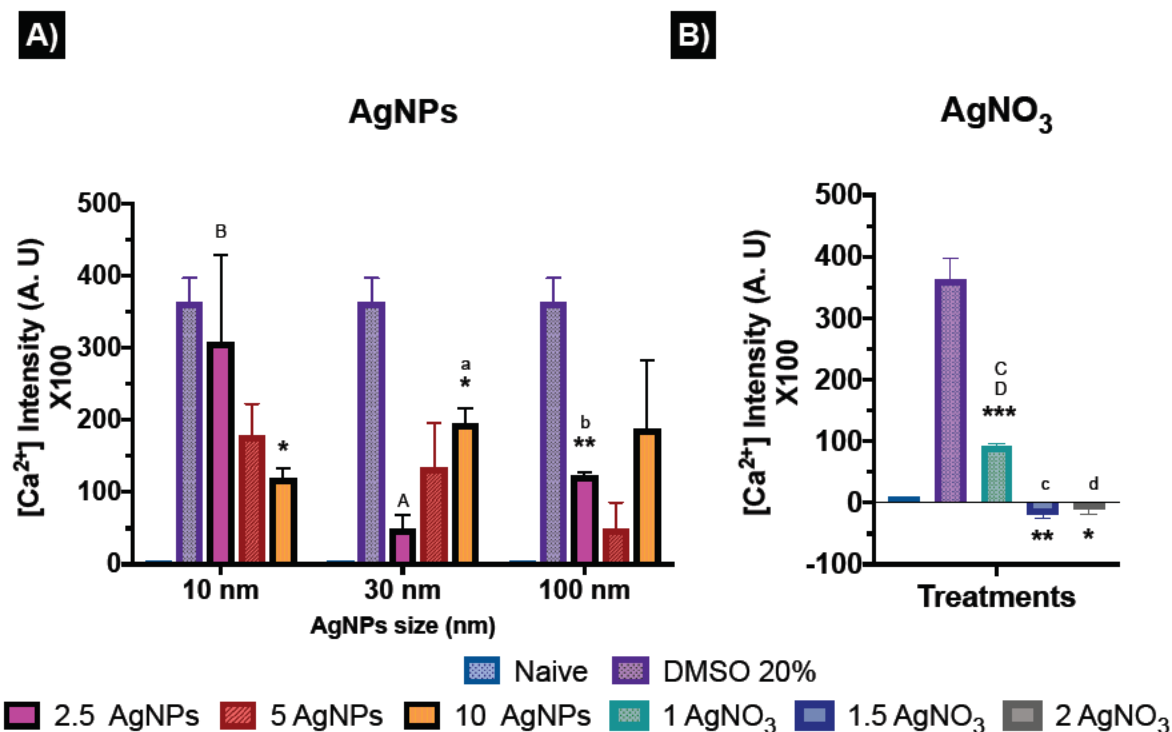 A)
B)
AgNPs
AgNO₃
[Ca²⁺] Intensity (A. U)
X100
500
400
300
200
100
0
B
*
A
a
*
b
**
10 nm
30 nm
100 nm
AgNPs size (nm)
[Ca²⁺] Intensity (A. U)
X100
500
400
300
200
100
0
-100
C
D
***
c
**
d
*
Treatments
Naive
DMSO 20%
2.5 AgNPs
5 AgNPs
10 AgNPs
1 AgNO₃
1.5 AgNO₃
2 AgNO₃